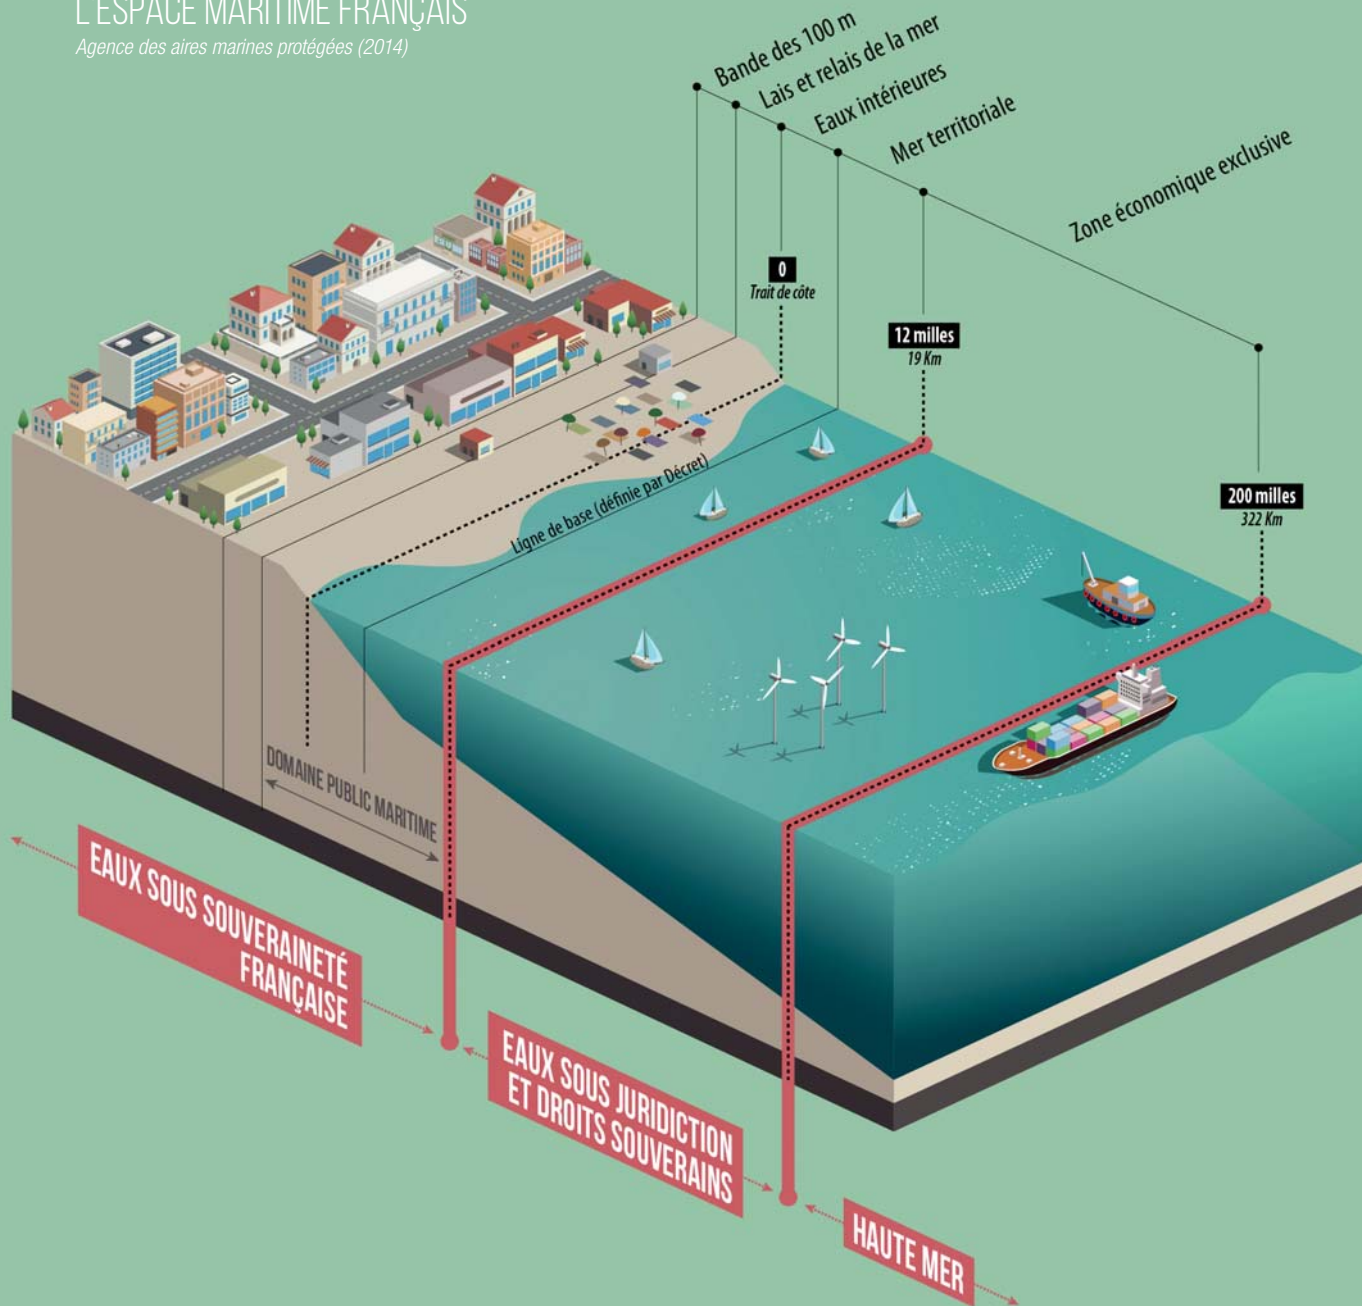 L'ESPACE MARITIME FRANÇAIS
Agence des aires marines protégées (2014)
Bande des 100 m
Lais et relais de la mer
Eaux intérieures
Mer territoriale
Zone économique exclusive
0
Trait de côte
12 milles
19 Km
200 milles
322 Km
Ligne de base (définie par Décret)
DOMAINE PUBLIC MARITIME
EAUX SOUS SOUVERAINETÉ
FRANÇAISE
EAUX SOUS JURIDICTION
ET DROITS SOUVERAINS
HAUTE MER